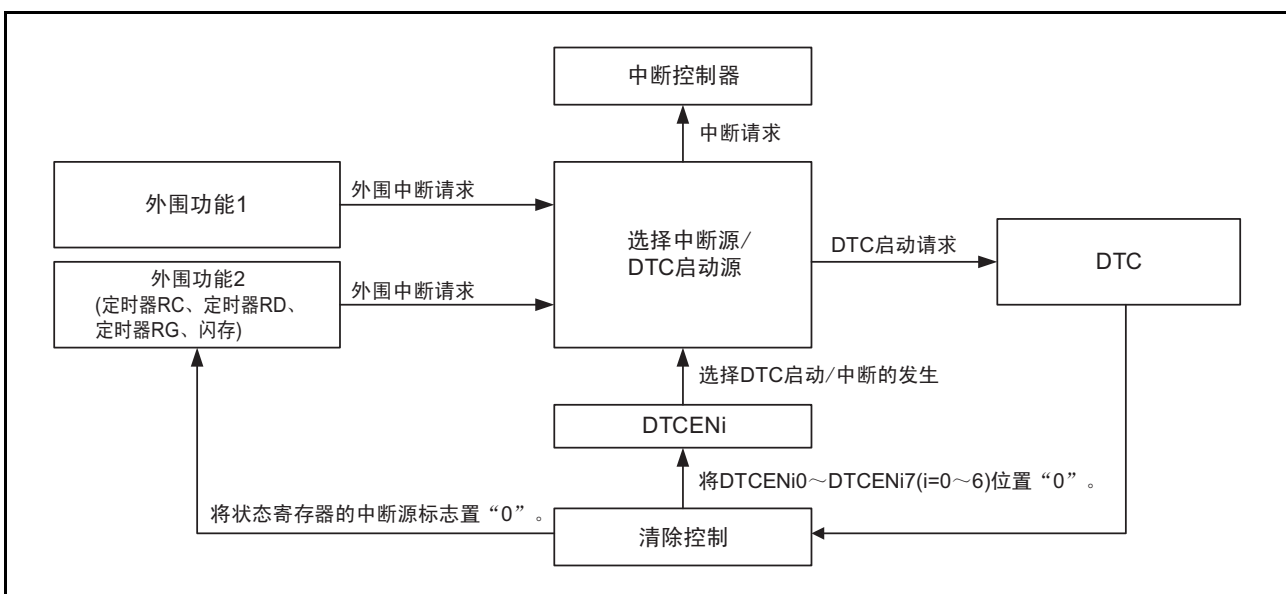 中断控制器
中断请求
外围功能1
外围中断请求
选择中断源/
DTC启动源
DTC启动请求
DTC
外围功能2
(定时器RC、定时器RD、
定时器RG、闪存)
外围中断请求
选择DTC启动/中断的发生
DTCENi
将DTCENi0～DTCENi7(i=0～6)位置“0”。
将状态寄存器的中断源标志置“0”。
清除控制